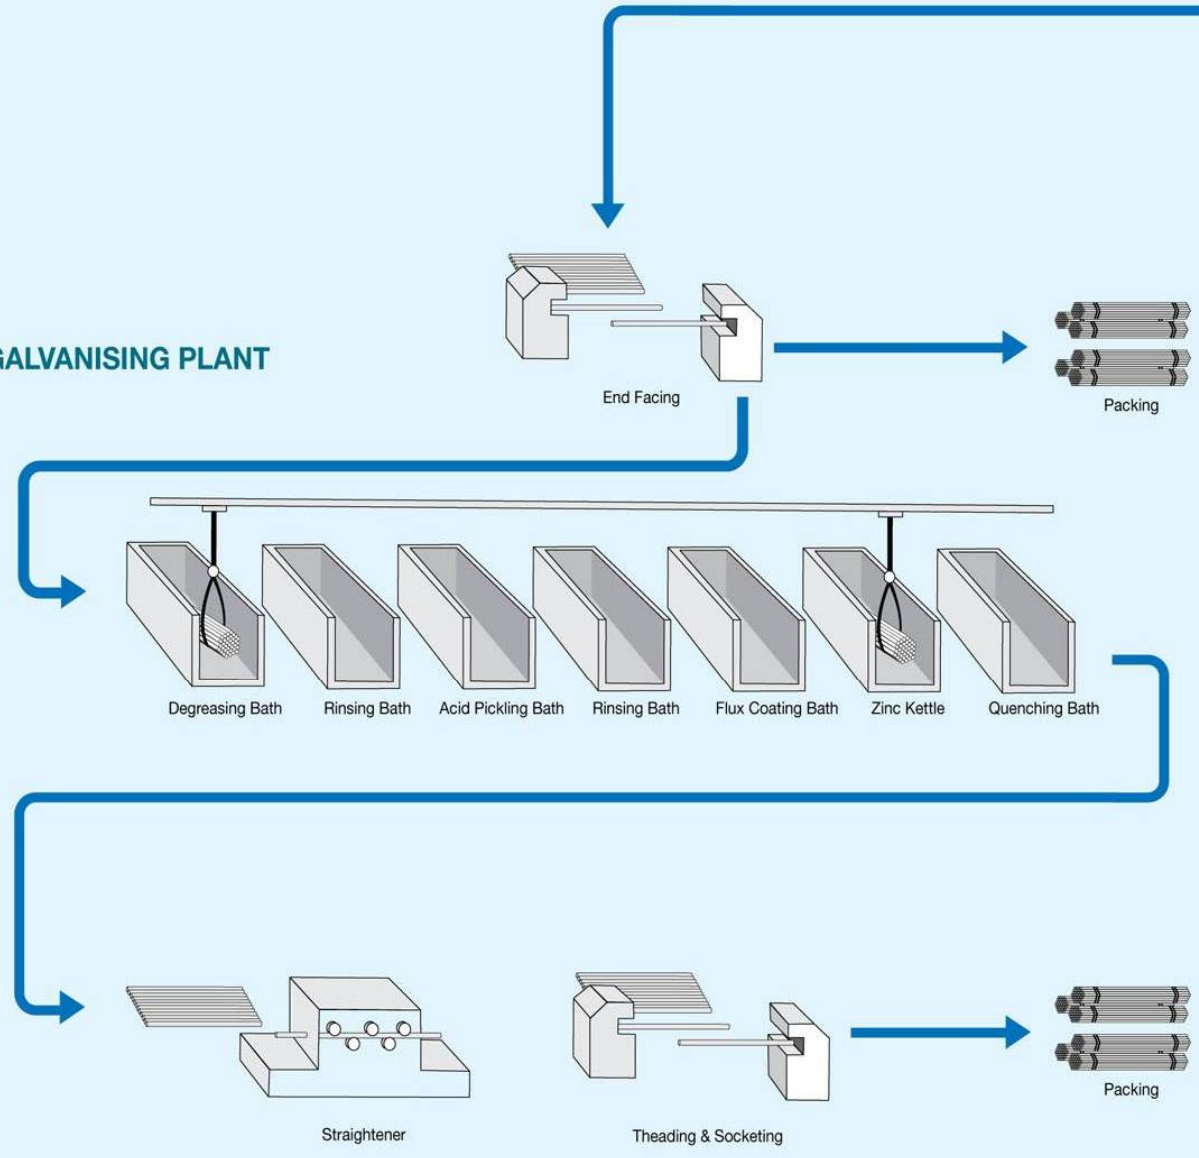 GALVANISING PLANT
End Facing
Packing
Degreasing Bath
Rinsing Bath
Acid Pickling Bath
Rinsing Bath
Flux Coating Bath
Zinc Kettle
Quenching Bath
Straightener
Theading & Socketing
Packing